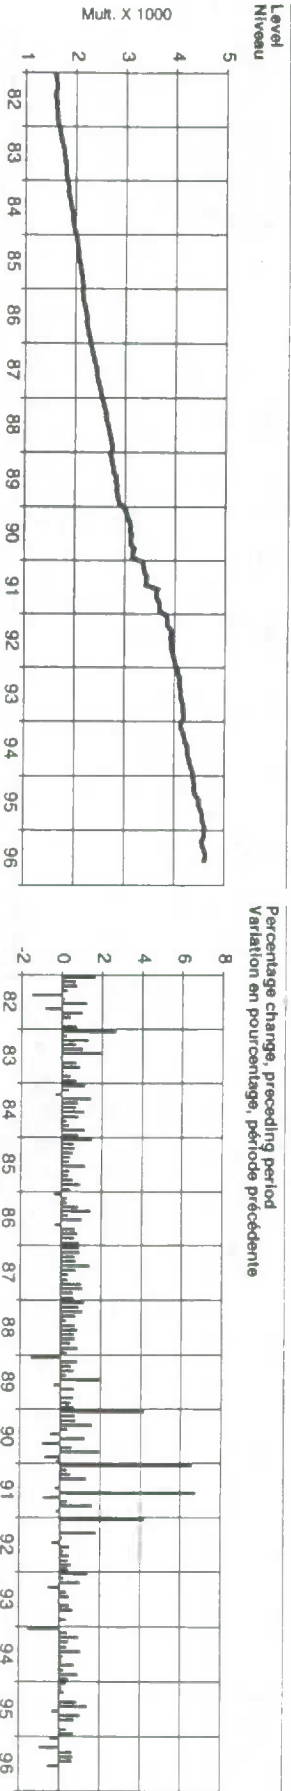 Level
Niveau
Mult. X 1000
5
4
3
2
1
82 83 84 85 86 87 88 89 90 91 92 93 94 95 96
Percentage change, preceding period
Variation en pourcentage, période précédente
8
6
4
2
0
-2
82 83 84 85 86 87 88 89 90 91 92 93 94 95 96